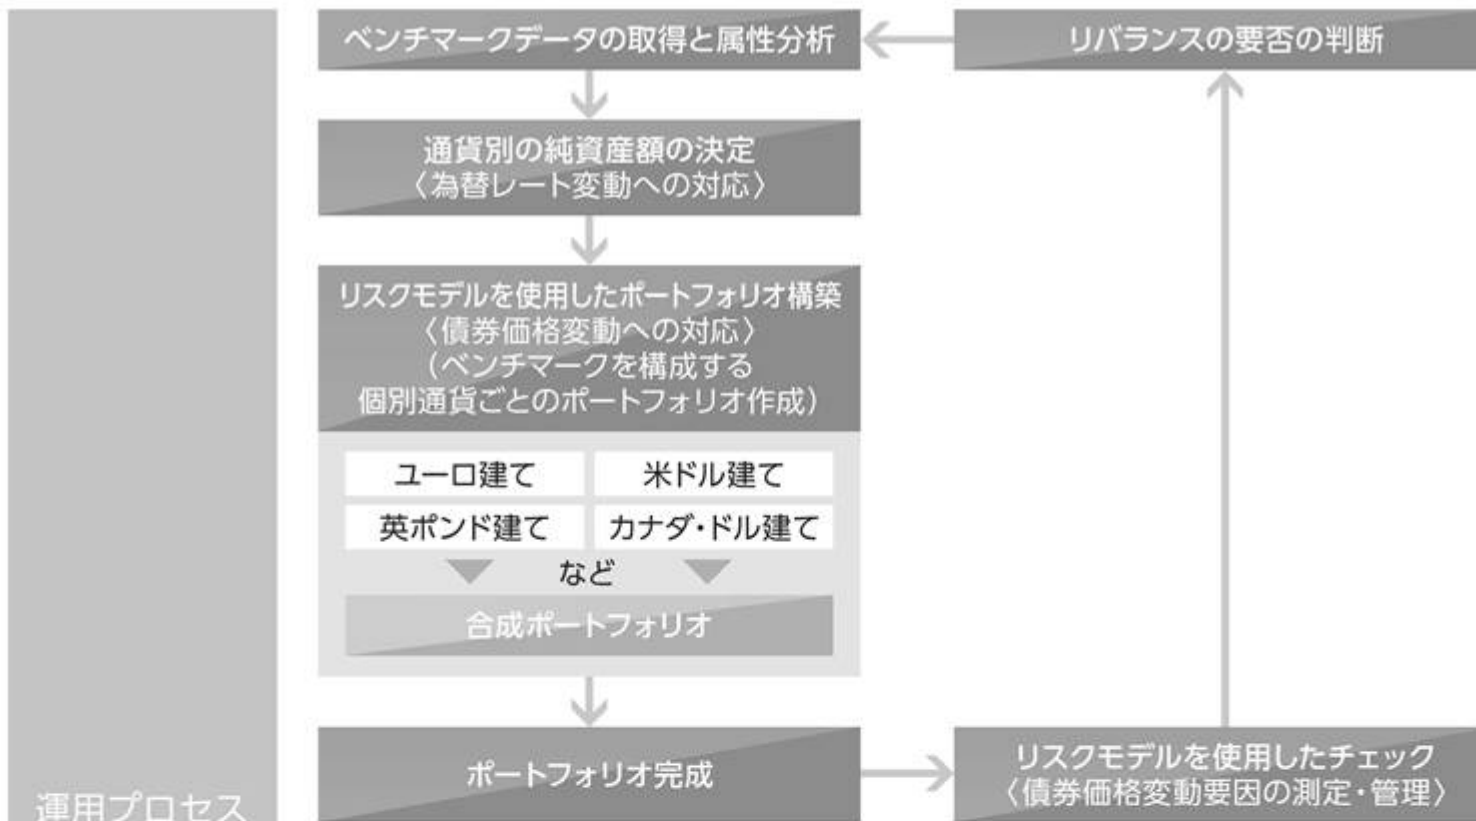 ベンチマークデータの取得と属性分析
リバランスの要否の判断
通貨別の純資産額の決定
〈為替レート変動への対応〉
リスクモデルを使用したポートフォリオ構築
〈債券価格変動への対応〉
(ベンチマークを構成する
個別通貨ごとのポートフォリオ作成)
ユーロ建て
米ドル建て
英ポンド建て
カナダ・ドル建て
など
合成ポートフォリオ
ポートフォリオ完成
リスクモデルを使用したチェック
〈債券価格変動要因の測定・管理〉
運用プロセス